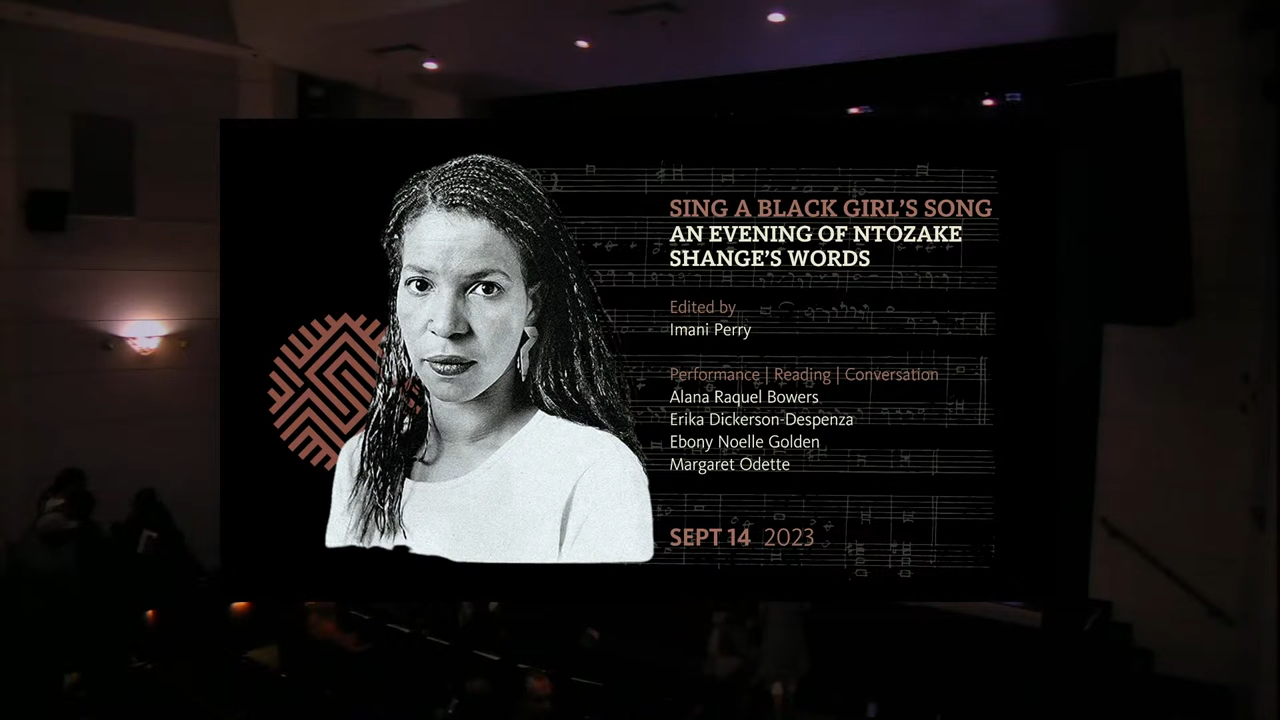 SING A BLACK GIRL'S SONG
AN EVENING OF NTOZAKE
SHANGE'S WORDS
Edited by
Imani Perry
Performance | Reading | Conversation
Alana Raquel Bowers
Erika Dickerson-Despenza
Ebony Noelle Golden
Margaret Odette
SEPT 14 2023